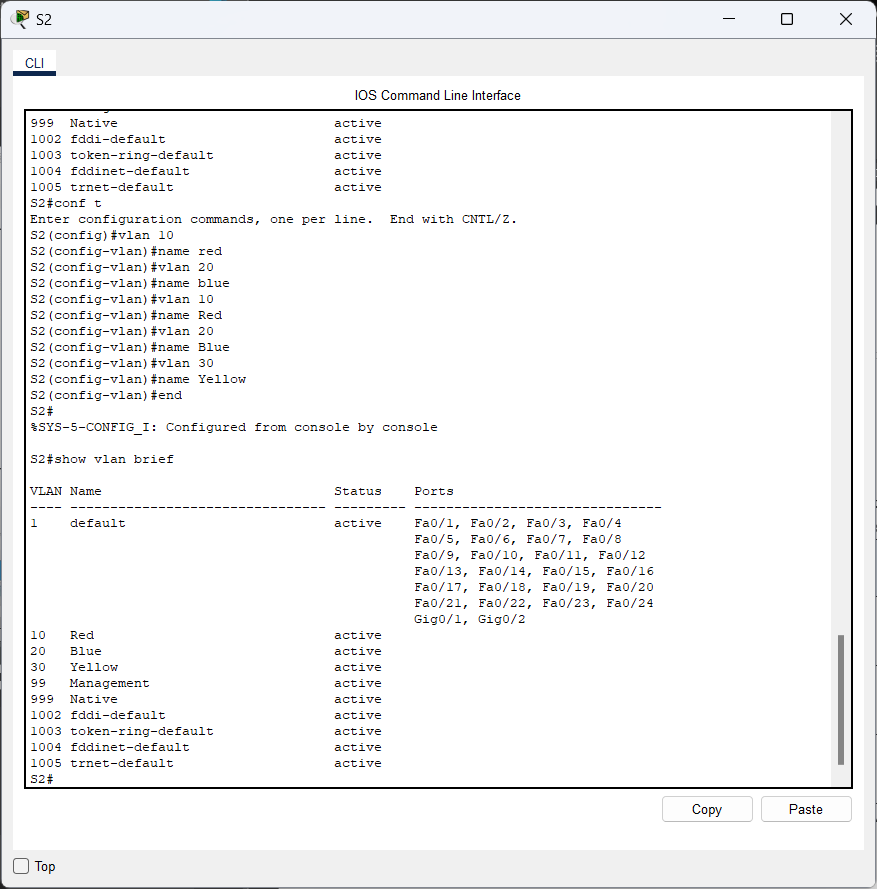 S2
CLI
IOS Command Line Interface
999  Native                           active
1002 fddi-default                     active
1003 token-ring-default               active
1004 fddinet-default                  active
1005 trnet-default                    active
S2#conf t
Enter configuration commands, one per line.  End with CNTL/Z.
S2(config)#vlan 10
S2(config-vlan)#name red
S2(config-vlan)#vlan 20
S2(config-vlan)#name blue
S2(config-vlan)#vlan 10
S2(config-vlan)#name Red
S2(config-vlan)#vlan 20
S2(config-vlan)#name Blue
S2(config-vlan)#vlan 30
S2(config-vlan)#name Yellow
S2(config-vlan)#end
S2#
%SYS-5-CONFIG_I: Configured from console by console
S2#show vlan brief
VLAN Name                             Status    Ports
---- -------------------------------- --------- -------------------------------
1    default                          active    Fa0/1, Fa0/2, Fa0/3, Fa0/4
                                                Fa0/5, Fa0/6, Fa0/7, Fa0/8
                                                Fa0/9, Fa0/10, Fa0/11, Fa0/12
                                                Fa0/13, Fa0/14, Fa0/15, Fa0/16
                                                Fa0/17, Fa0/18, Fa0/19, Fa0/20
                                                Fa0/21, Fa0/22, Fa0/23, Fa0/24
                                                Gig0/1, Gig0/2
10   Red                              active
20   Blue                             active
30   Yellow                           active
99   Management                       active
999  Native                           active
1002 fddi-default                     active
1003 token-ring-default               active
1004 fddinet-default                  active
1005 trnet-default                    active
S2#
Copy
Paste
Top